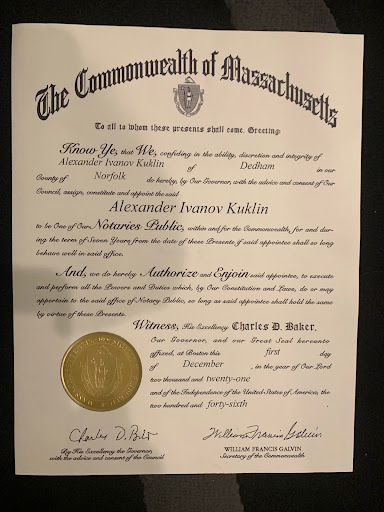 The Commonwealth of Massachusetts
To all to whom these presents shall come, Greeting:
Know Ye, that We, confiding in the ability, discretion and integrity of
Alexander Ivanov Kuklin of Dedham in our
County of Norfolk do hereby, by Our Governor, with the advice and consent of Our
Council, assign, constitute and appoint the said
Alexander Ivanov Kuklin
to be One of Our Notaries Public, within and for the Commonwealth, for and dur-
ing the term of Seven Years from the date of these Presents if said appointee shall so long
behave well in said office.
And, we do hereby Authorize and Enjoin said appointee, to execute
and perform all the Powers and Duties which, by Our Constitution and Laws, do or may
appertain to the said office of Notary Public, so long as said appointee shall hold the same
by virtue of these Presents.
Witness, His Excellency Charles D. Baker,
Our Governor, and our Great Seal hereunto
affixed, at Boston this first day
of December, in the year of Our Lord
two thousand and twenty-one
and of the Independence of the United States of America, the
two hundred and forty-sixth.
Charles D. Baker
William Francis Galvin
By His Excellency the Governor,
with the advice and consent of the Council
WILLIAM FRANCIS GALVIN
Secretary of the Commonwealth